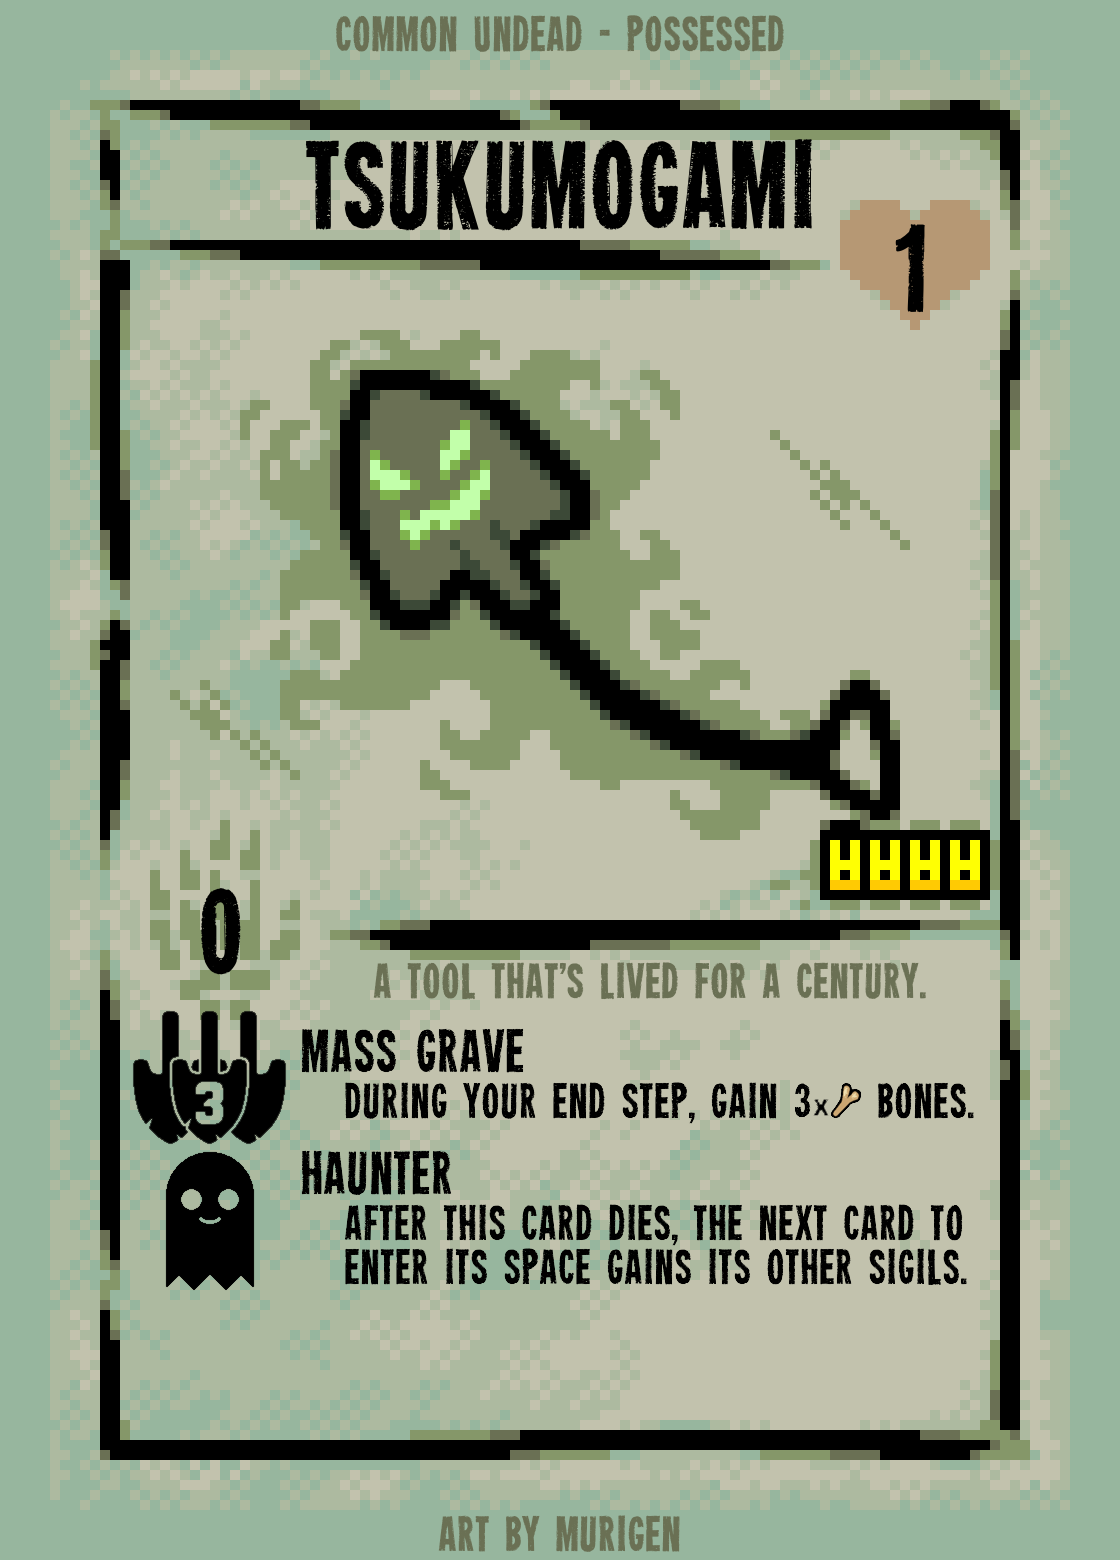 COMMON UNDEAD - POSSESSED
TSUKUMOGAMI
1
0
A TOOL THAT'S LIVED FOR A CENTURY.
MASS GRAVE
3
DURING YOUR END STEP, GAIN 3x BONES.
HAUNTER
AFTER THIS CARD DIES, THE NEXT CARD TO
ENTER ITS SPACE GAINS ITS OTHER SIGILS.
ART BY MURIGEN